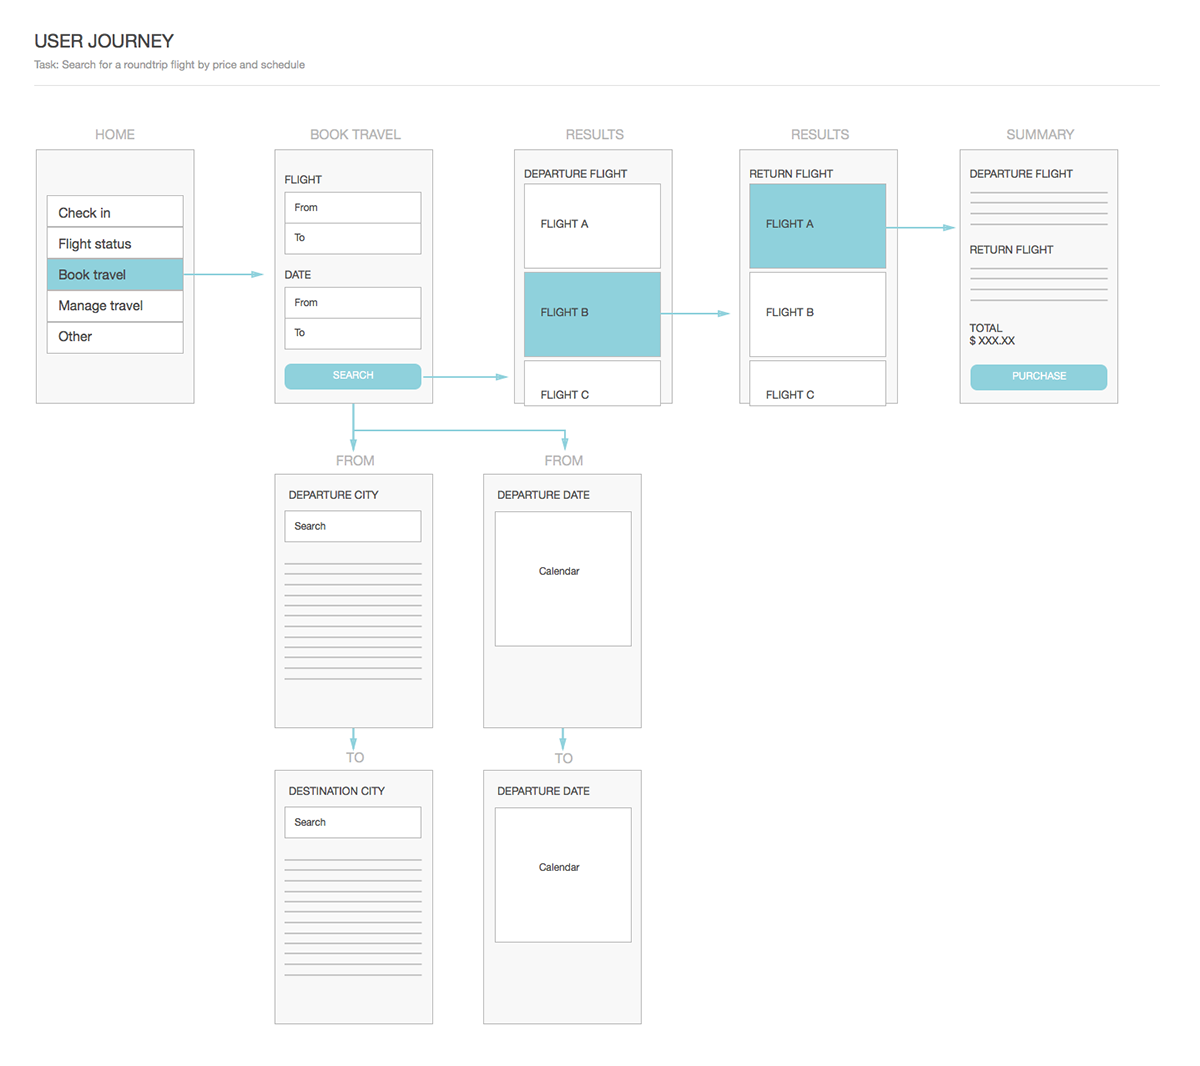 USER JOURNEY
Task: Search for a roundtrip flight by price and schedule
HOME
Check in
Flight status
Book travel
Manage travel
Other
BOOK TRAVEL
FLIGHT
From
To
DATE
From
To
SEARCH
RESULTS
DEPARTURE FLIGHT
FLIGHT A
FLIGHT B
FLIGHT C
RESULTS
RETURN FLIGHT
FLIGHT A
FLIGHT B
FLIGHT C
SUMMARY
DEPARTURE FLIGHT
RETURN FLIGHT
TOTAL
$ XXX.XX
PURCHASE
FROM
DEPARTURE CITY
Search
FROM
DEPARTURE DATE
Calendar
TO
DESTINATION CITY
Search
TO
DEPARTURE DATE
Calendar